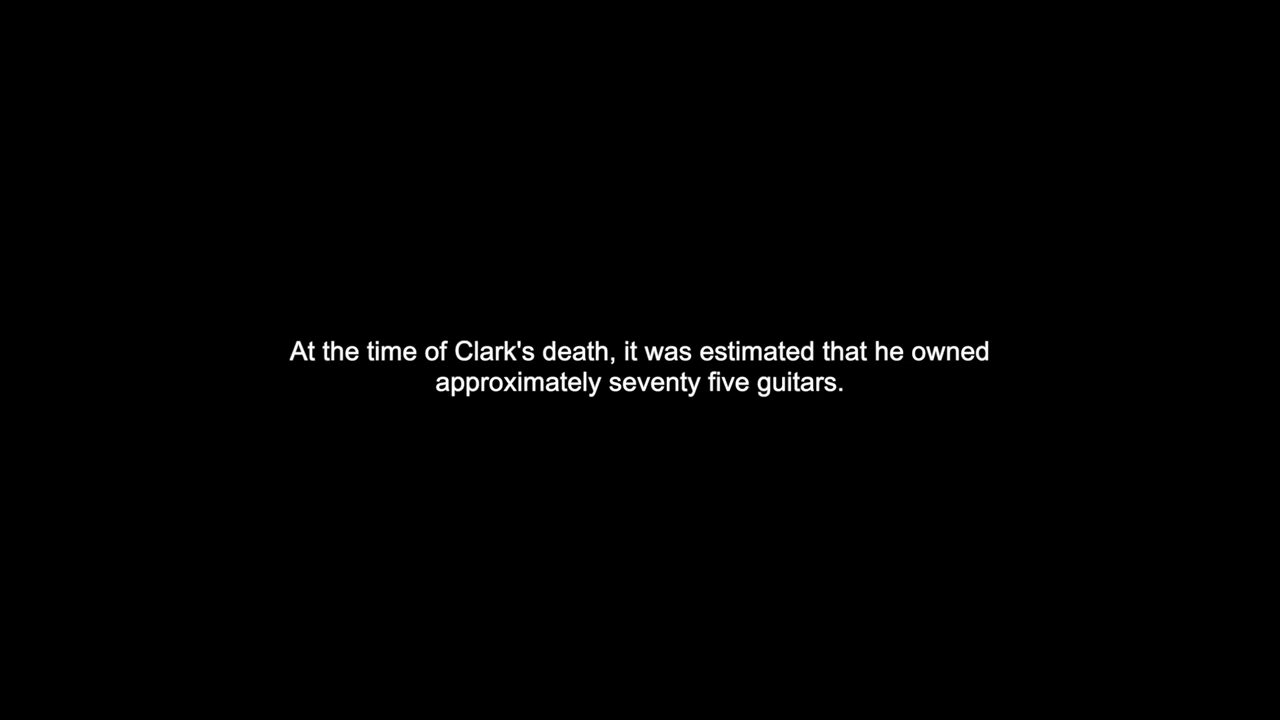 At the time of Clark's death, it was estimated that he owned
approximately seventy five guitars.